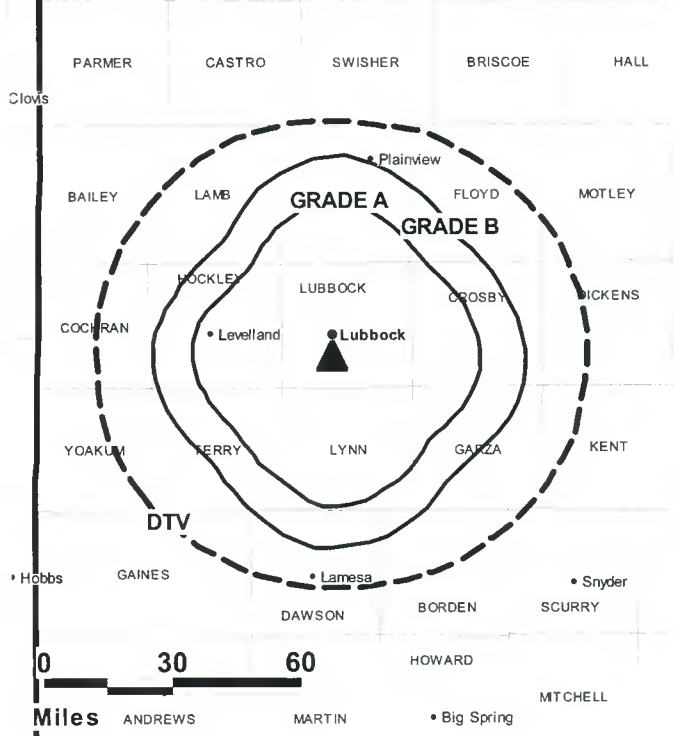 PARMER CASTRO SWISHER BRISCOE HALL
Clovis
Plainview
BAILEY LAMB GRADE A FLOYD MOTLEY
GRADE B
HOCKLEY LUBBOCK CROSBY DICKENS
COCHRAN Levelland Lubbock
YOAKUM TERRY LYNN GARZA KENT
DTV
Hobbs GAINES Lamesa Snyder
DAWSON BORDEN SCURRY
0 30 60 HOWARD
MITCHELL
Miles ANDREWS MARTIN Big Spring